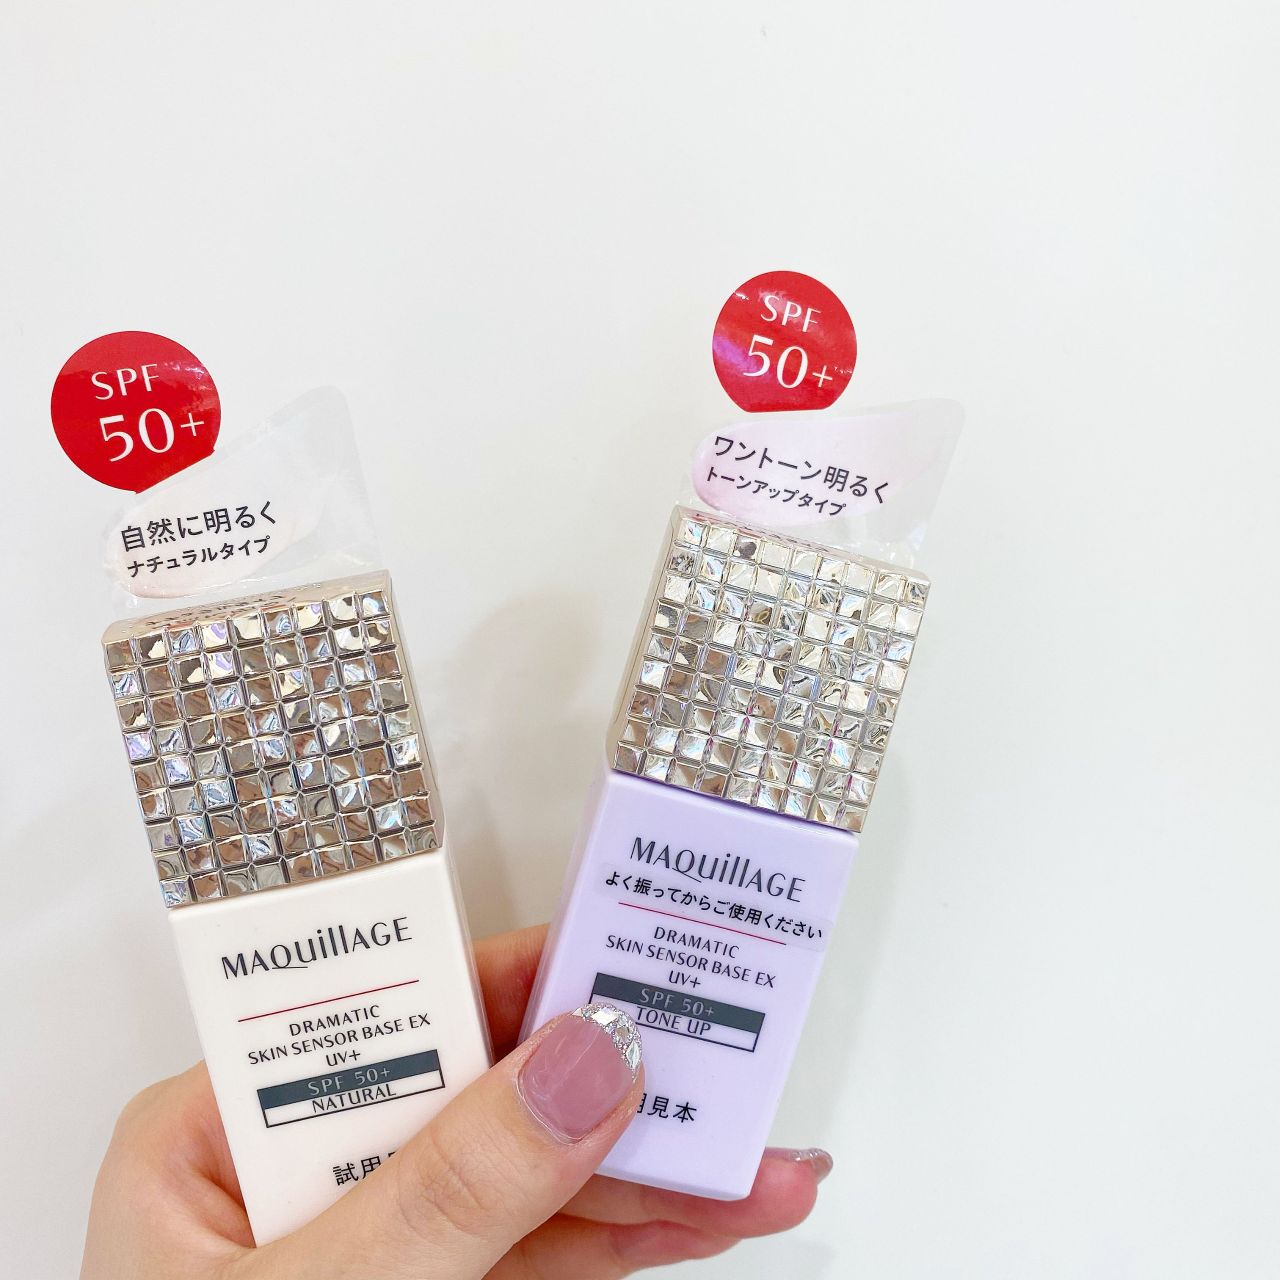 SPF
50+
自然に明るく
ナチュラルタイプ
MAQuillAGE
DRAMATIC
SKIN SENSOR BASE EX
UV+
SPF 50+
NATURAL
試用
SPF
50+
ワントーン明るく
トーンアップタイプ
MAQuillAGE
よく振ってからご使用ください
DRAMATIC
SKIN SENSOR BASE EX
UV+
SPF 50+
TONE UP
見本